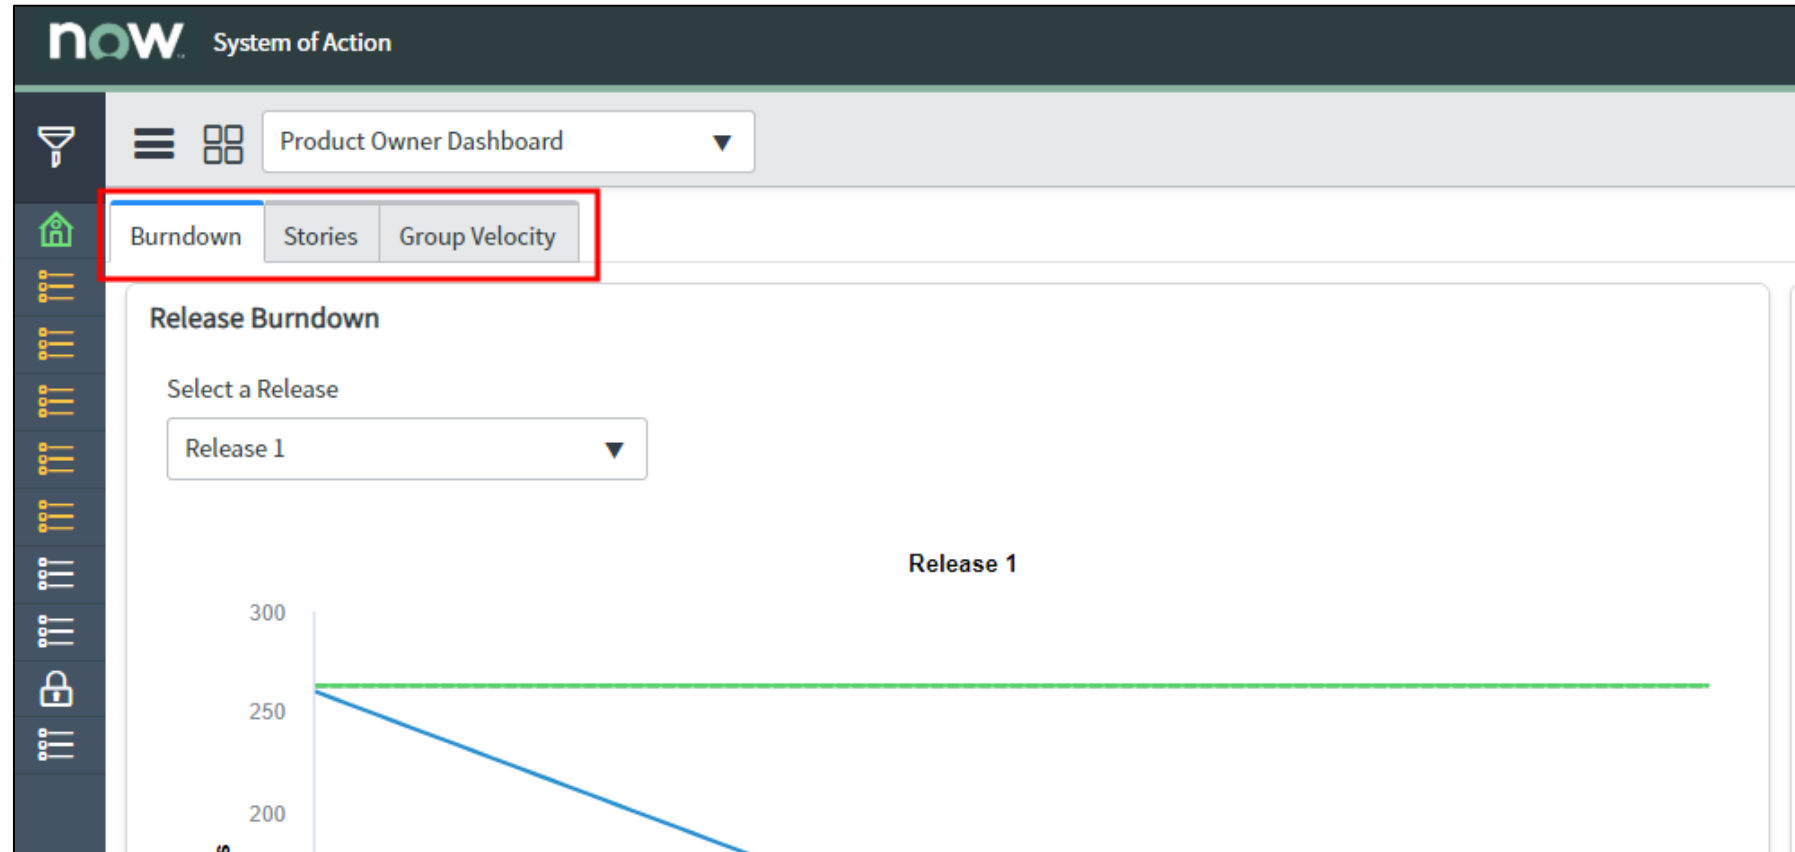 now System of Action
Product Owner Dashboard
Burndown Stories Group Velocity
Release Burndown
Select a Release
Release 1
Release 1
300
250
200